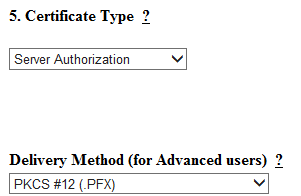 5. Certificate Type ?
Server Authorization
Delivery Method (for Advanced users) ?
PKCS #12 (.PFX)